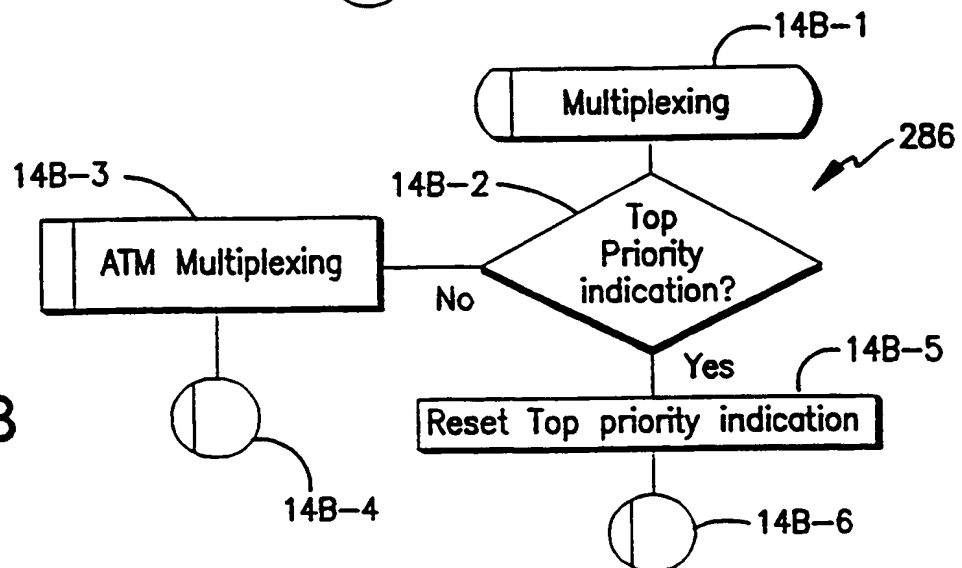 14B-1
Multiplexing
286
14B-3
14B-2
Top
Priority
indication?
ATM Multiplexing
No
Yes
14B-5
B
Reset Top priority indication
14B-4
14B-6